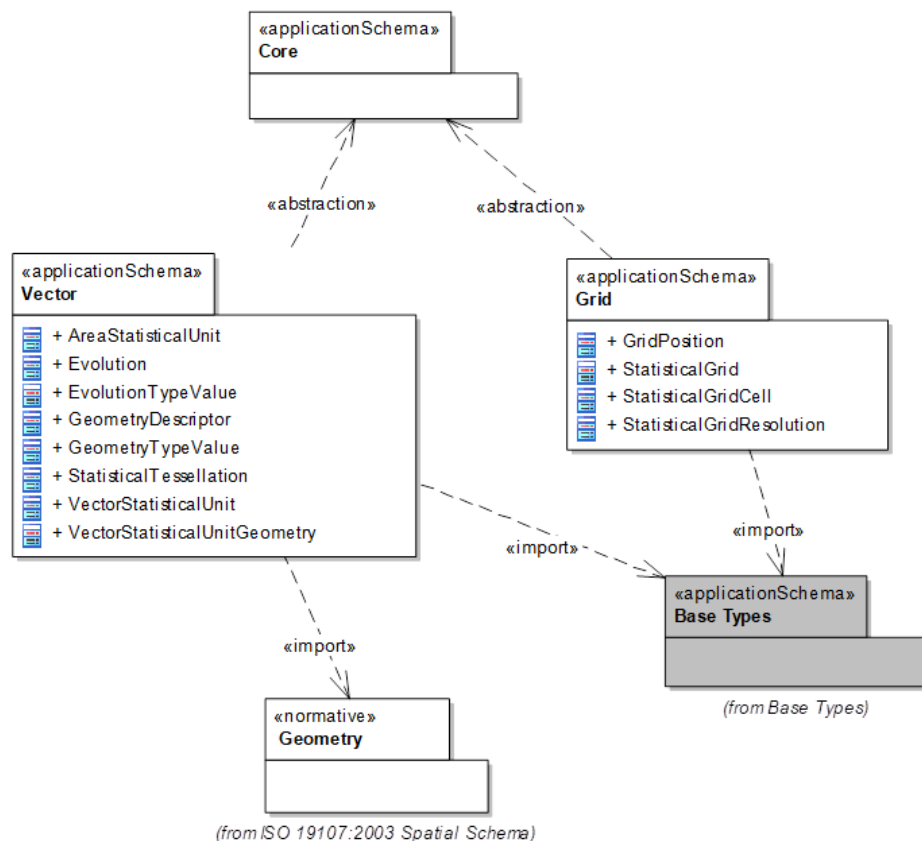 «applicationSchema»
Core
«abstraction»
«abstraction»
«applicationSchema»
Vector
+ AreaStatisticalUnit
+ Evolution
+ EvolutionTypeValue
+ GeometryDescriptor
+ GeometryTypeValue
+ StatisticalTessellation
+ VectorStatisticalUnit
+ VectorStatisticalUnitGeometry
«applicationSchema»
Grid
+ GridPosition
+ StatisticalGrid
+ StatisticalGridCell
+ StatisticalGridResolution
«import»
«import»
«import»
«applicationSchema»
Base Types
(from Base Types)
«normative»
Geometry
(from ISO 19107:2003 Spatial Schema)